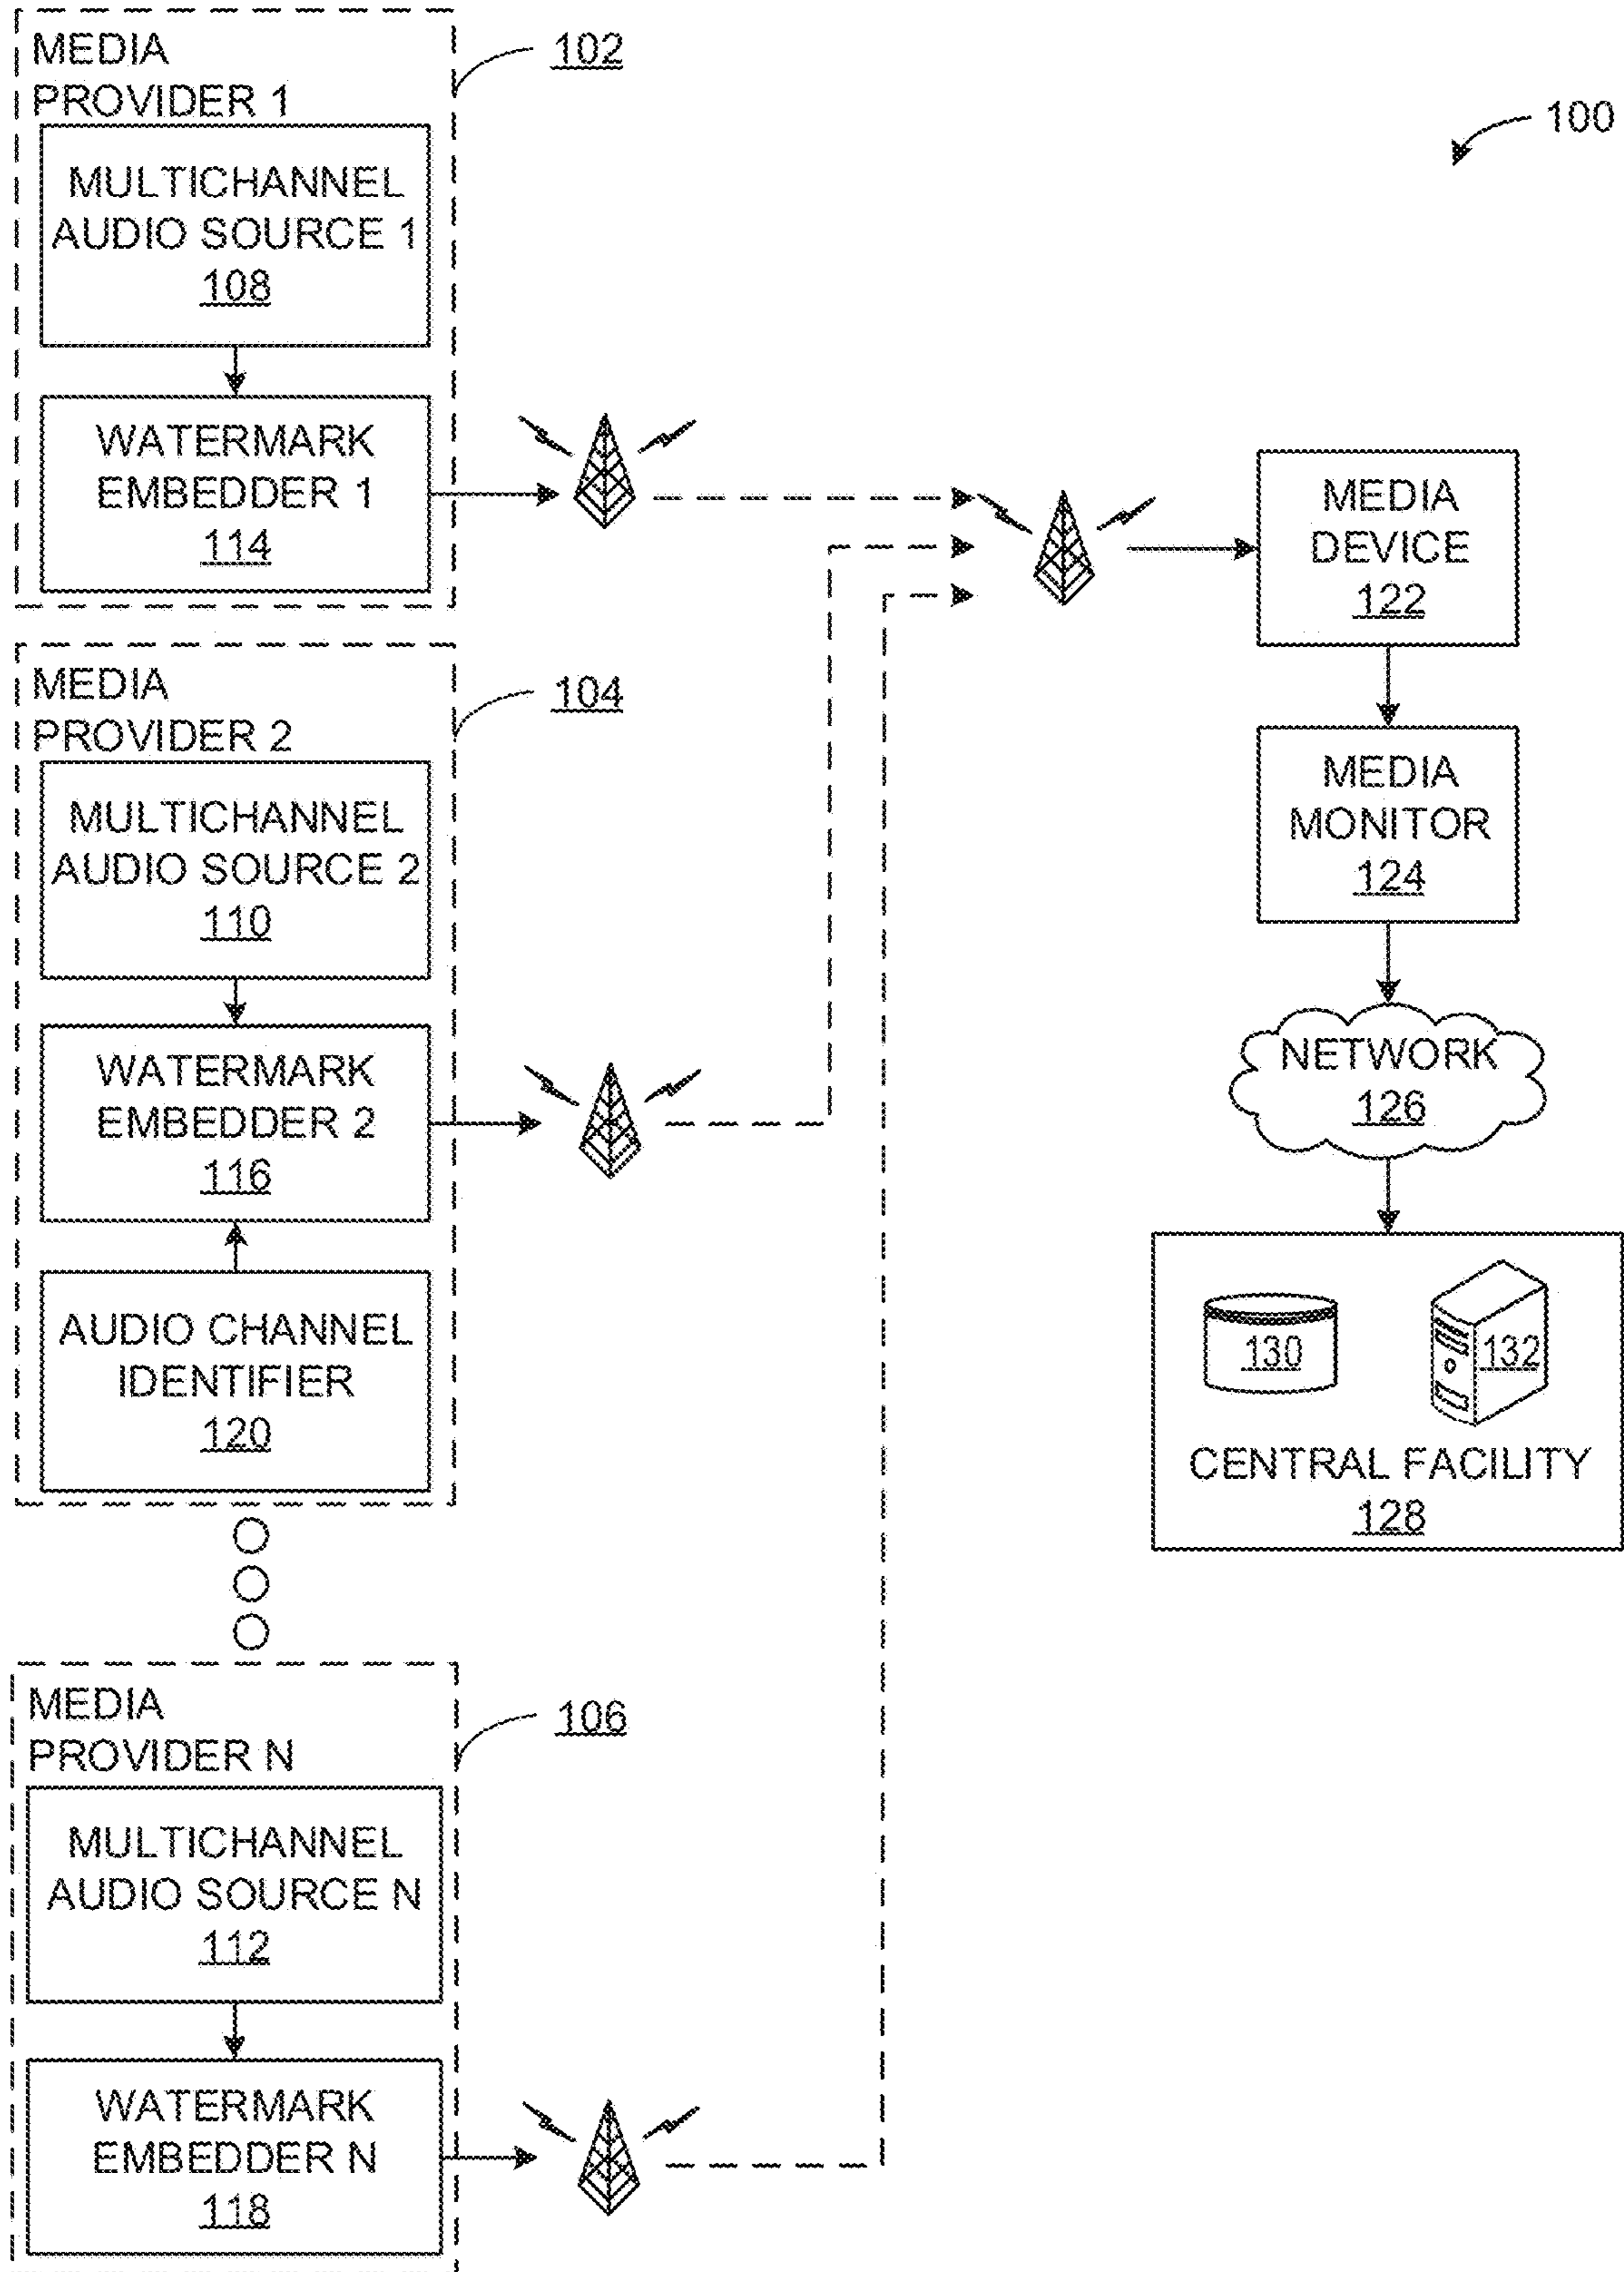 MEDIA
PROVIDER 1
102
100
MULTICHANNEL
AUDIO SOURCE 1
108
WATERMARK
EMBEDDER 1
114
MEDIA
DEVICE
122
MEDIA
PROVIDER 2
104
MULTICHANNEL
AUDIO SOURCE 2
110
MEDIA
MONITOR
124
WATERMARK
EMBEDDER 2
116
NETWORK
126
AUDIO CHANNEL
IDENTIFIER
120
130
132
CENTRAL FACILITY
128
MEDIA
PROVIDER N
106
MULTICHANNEL
AUDIO SOURCE N
112
WATERMARK
EMBEDDER N
118